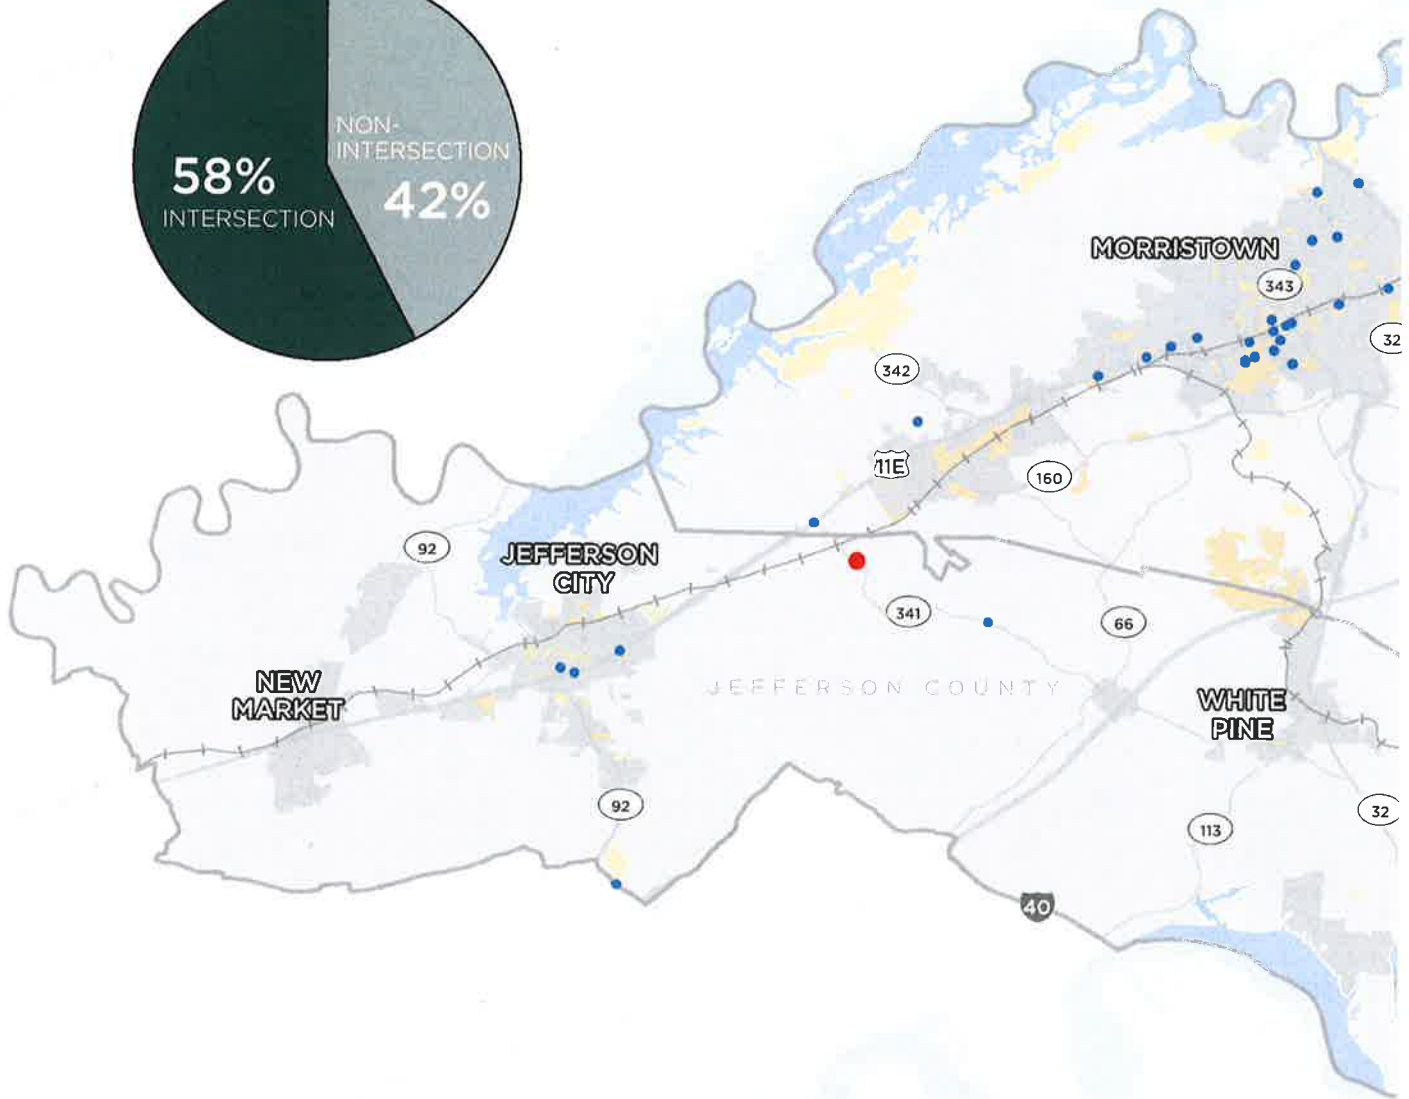 NON-
INTERSECTION
42%
58%
INTERSECTION
MORRISTOWN
343
32
342
11E
160
92
JEFFERSON
CITY
341
66
NEW
MARKET
JEFFERSON COUNTY
WHITE
PINE
92
32
113
40